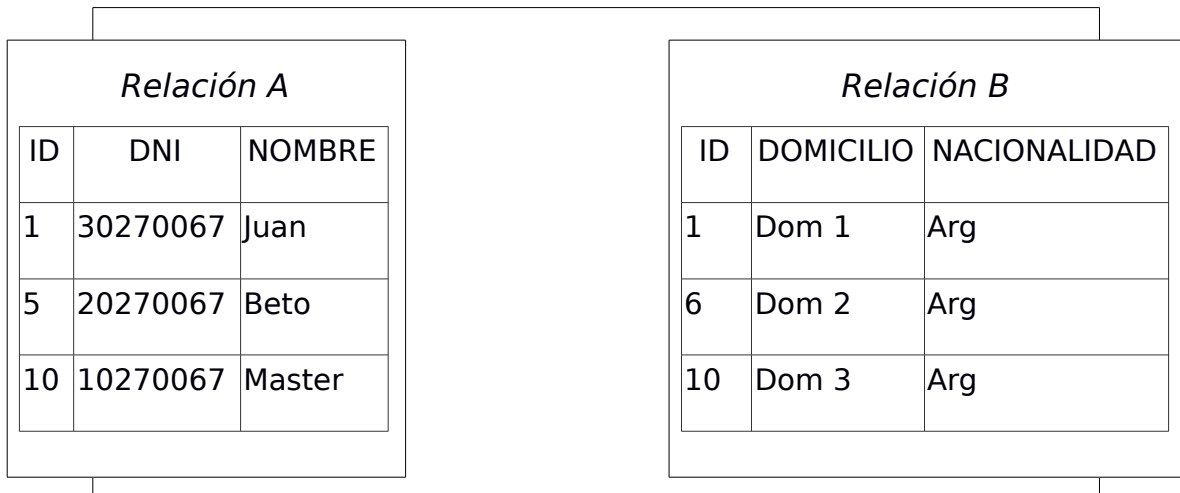 Relación A
ID DNI NOMBRE
1 30270067 Juan
5 20270067 Beto
10 10270067 Master
Relación B
ID DOMICILIO NACIONALIDAD
1 Dom 1 Arg
6 Dom 2 Arg
10 Dom 3 Arg